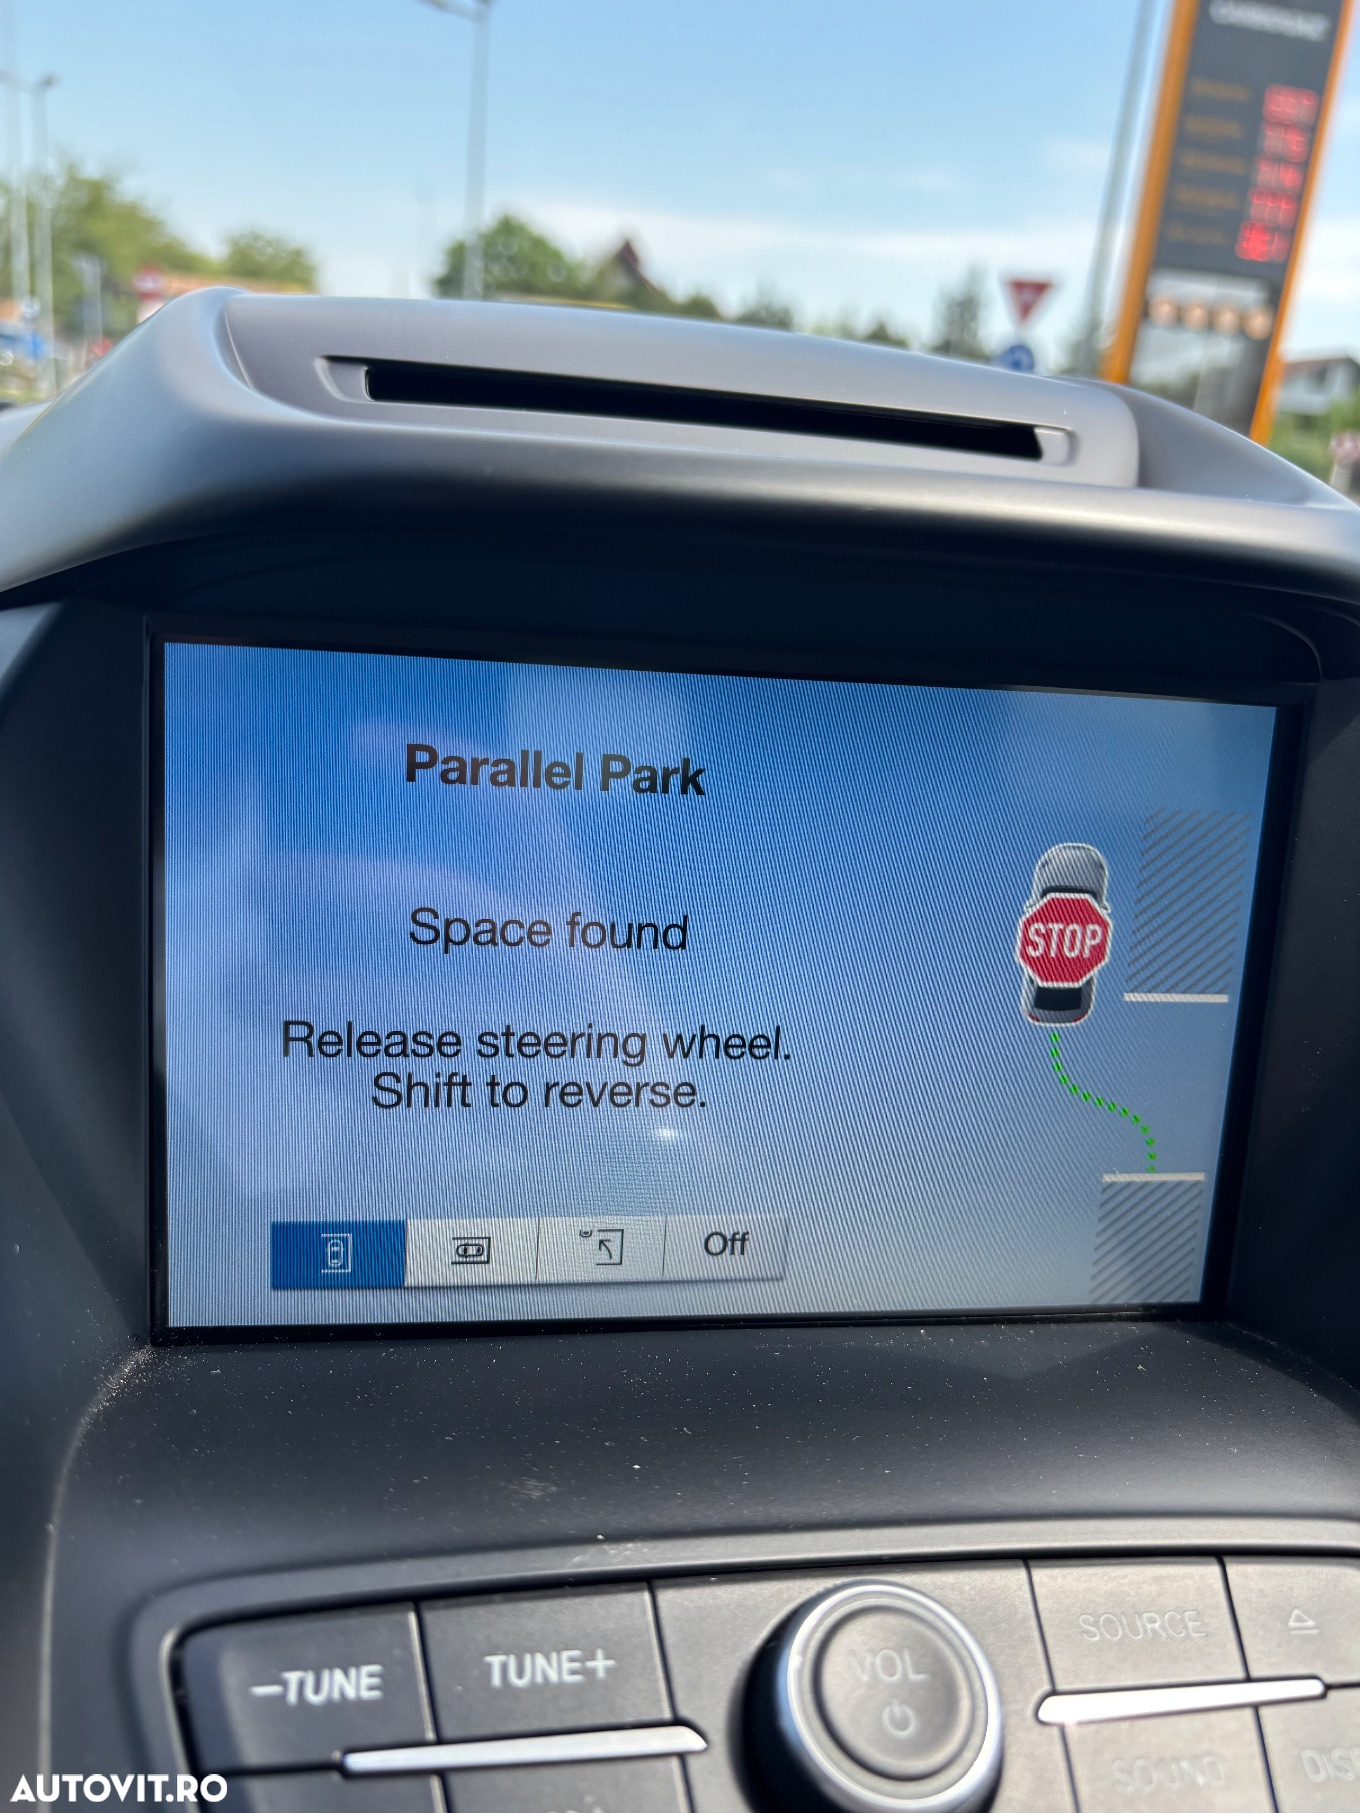 Parallel Park
Space found
STOP
Release steering wheel.
Shift to reverse.
Off
–TUNE
TUNE+
VOL
SOURCE
SOUND
AUTOVIT.RO